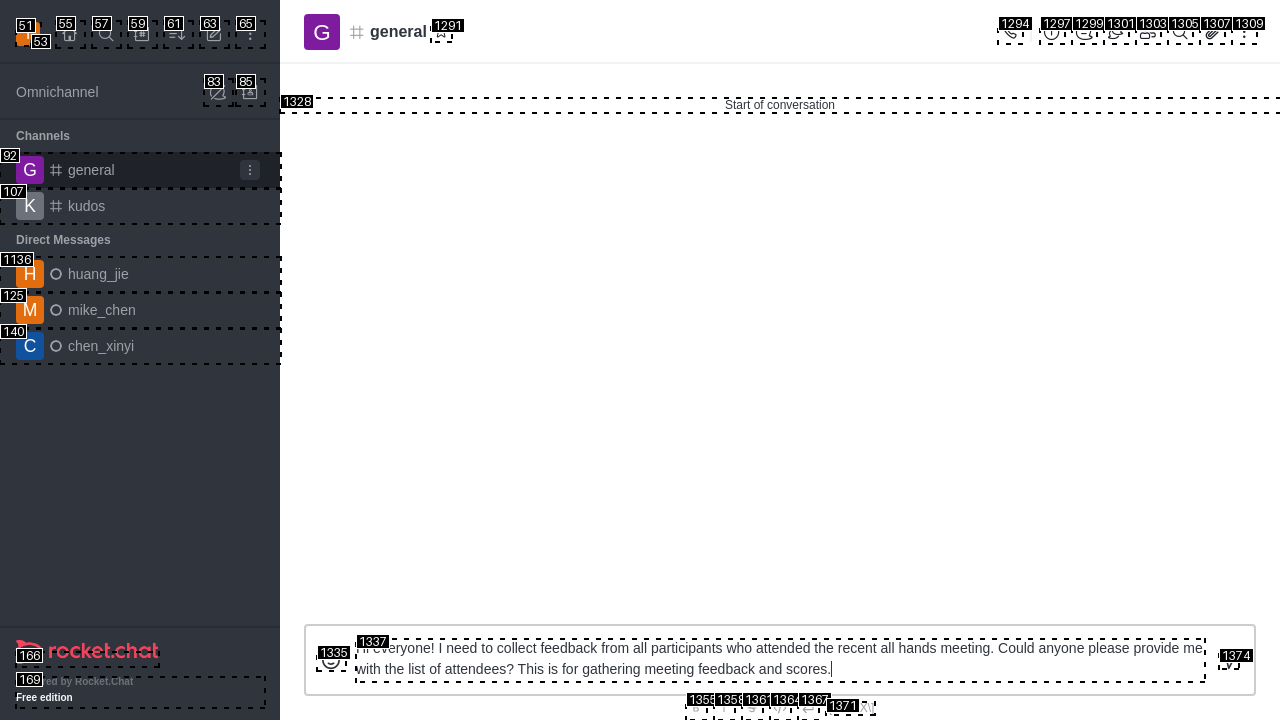 51
53
55
57
59
61
63
65
G
general
1291
1294
1297
1299
1301
1303
1305
1307
1309
Omnichannel
83
85
1328
Start of conversation
Channels
92
G
general
107
K
kudos
Direct Messages
1136
H
huang_jie
125
M
mike_chen
140
C
chen_xinyi
1337
everyone! I need to collect feedback from all participants who attended the recent all hands meeting. Could anyone please provide me
with the list of attendees? This is for gathering meeting feedback and scores.
1335
1374
166
rocket.chat
169
by Rocket.Chat
Free edition
1355
1358
1361
1364
1367
1371